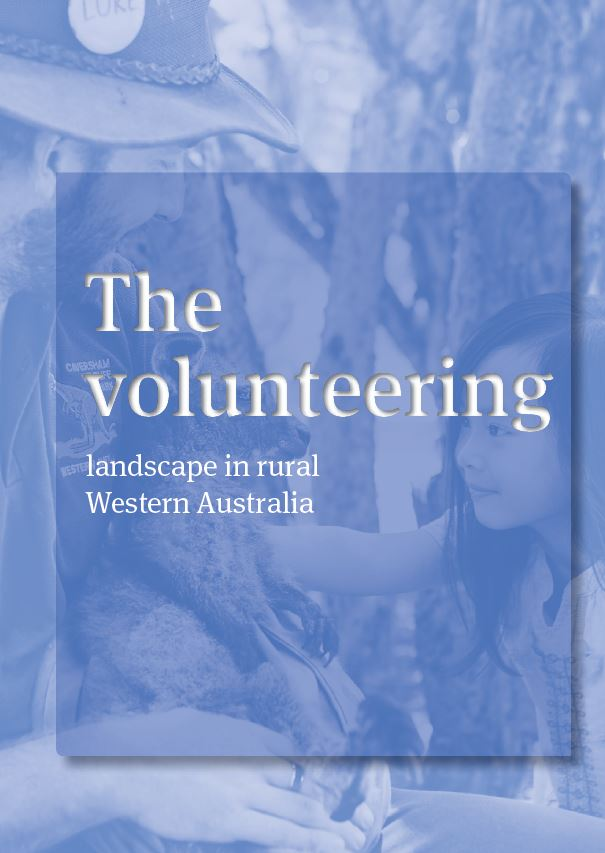 LUKE
The
CAVERSHAM
volunteering
landscape in rural
Western Australia